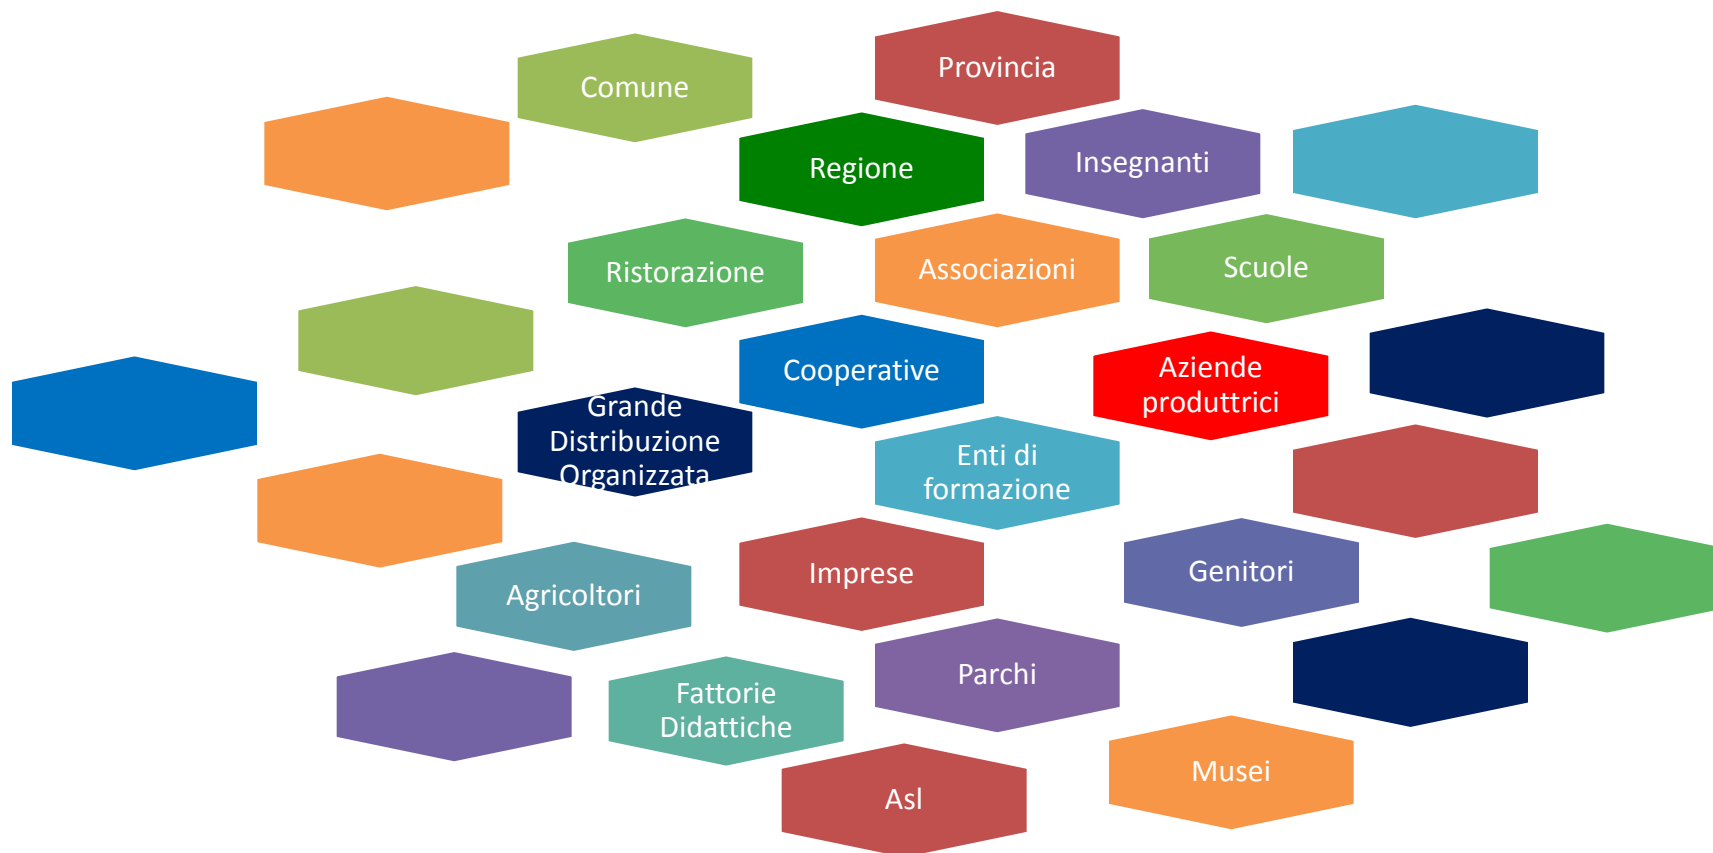 Provincia
Comune
Regione
Insegnanti
Ristorazione
Associazioni
Scuole
Cooperative
Aziende
produttrici
Grande
Distribuzione
Organizzata
Enti di
formazione
Imprese
Genitori
Agricoltori
Parchi
Fattorie
Didattiche
Musei
Asl